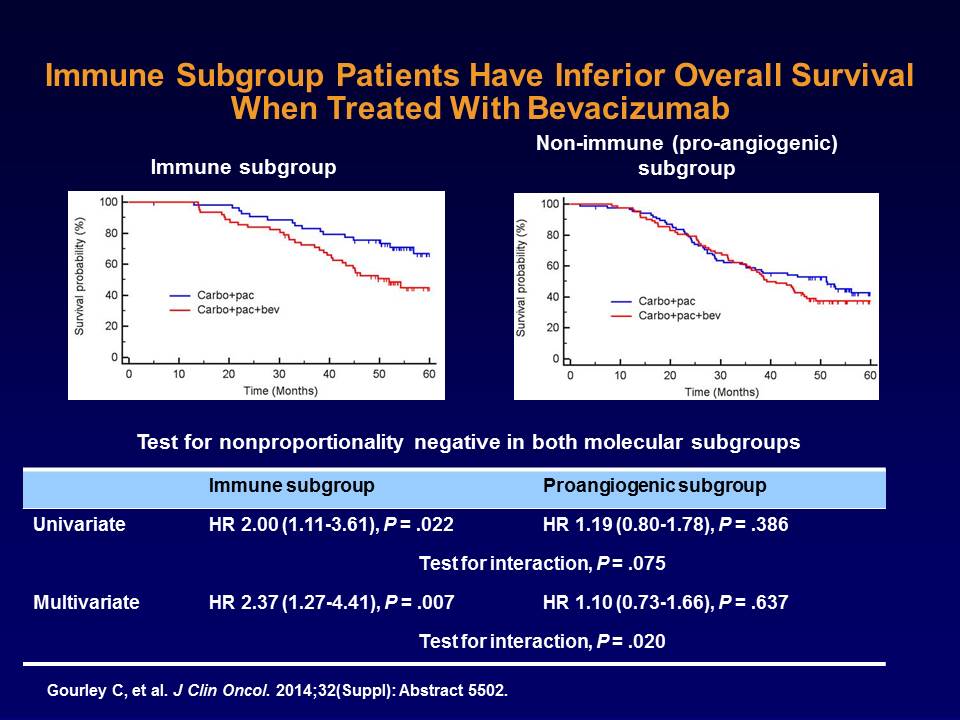 Immune Subgroup Patients Have Inferior Overall Survival
When Treated With Bevacizumab
Immune subgroup
Survival probability (%)
100
80
60
40
20
0
Carbo+pac
Carbo+pac+bev
0 10 20 30 40 50 60
Time (Months)
Non-immune (pro-angiogenic)
subgroup
Survival probability (%)
100
80
60
40
20
0
Carbo+pac
Carbo+pac+bev
0 10 20 30 40 50 60
Time (Months)
Test for nonproportionality negative in both molecular subgroups
Immune subgroup Proangiogenic subgroup
Univariate HR 2.00 (1.11-3.61), P = .022 HR 1.19 (0.80-1.78), P = .386
Test for interaction, P = .075
Multivariate HR 2.37 (1.27-4.41), P = .007 HR 1.10 (0.73-1.66), P = .637
Test for interaction, P = .020
Gourley C, et al. J Clin Oncol. 2014;32(Suppl): Abstract 5502.